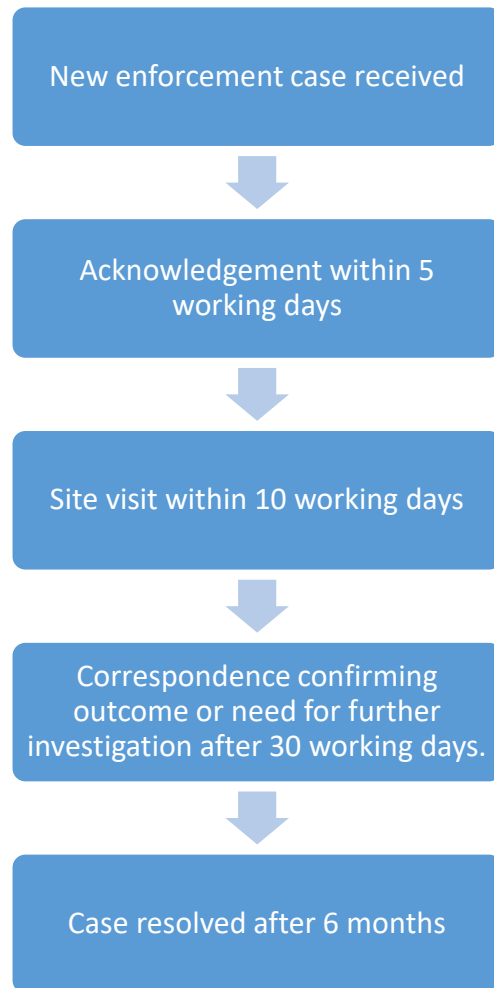 New enforcement case received
Acknowledgement within 5
working days
Site visit within 10 working days
Correspondence confirming
outcome or need for further
investigation after 30 working days.
Case resolved after 6 months